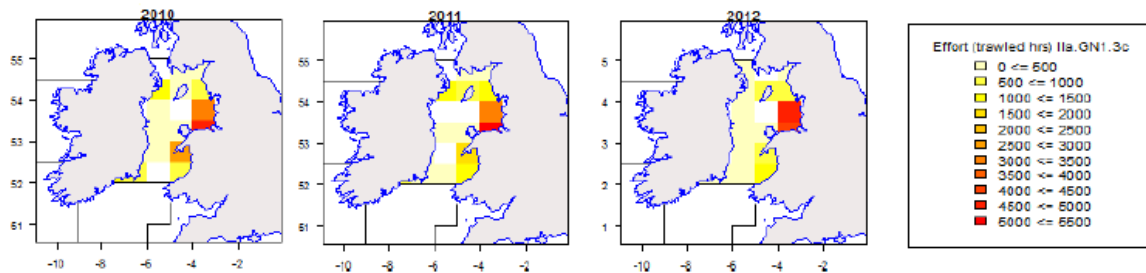 2010 2011 2012
55 54 53 52 51
-10 -8 -6 -4 -2
55 54 53 52 51
-10 -8 -6 -4 -2
5 4 3 2 1
-10 -8 -6 -4 -2
Effort (trawled hrs) IIa.GN1.3c
0 <= 500
500 <= 1000
1000 <= 1500
1500 <= 2000
2000 <= 2500
2500 <= 3000
3000 <= 3500
3500 <= 4000
4000 <= 4500
4500 <= 5000
5000 <= 5500